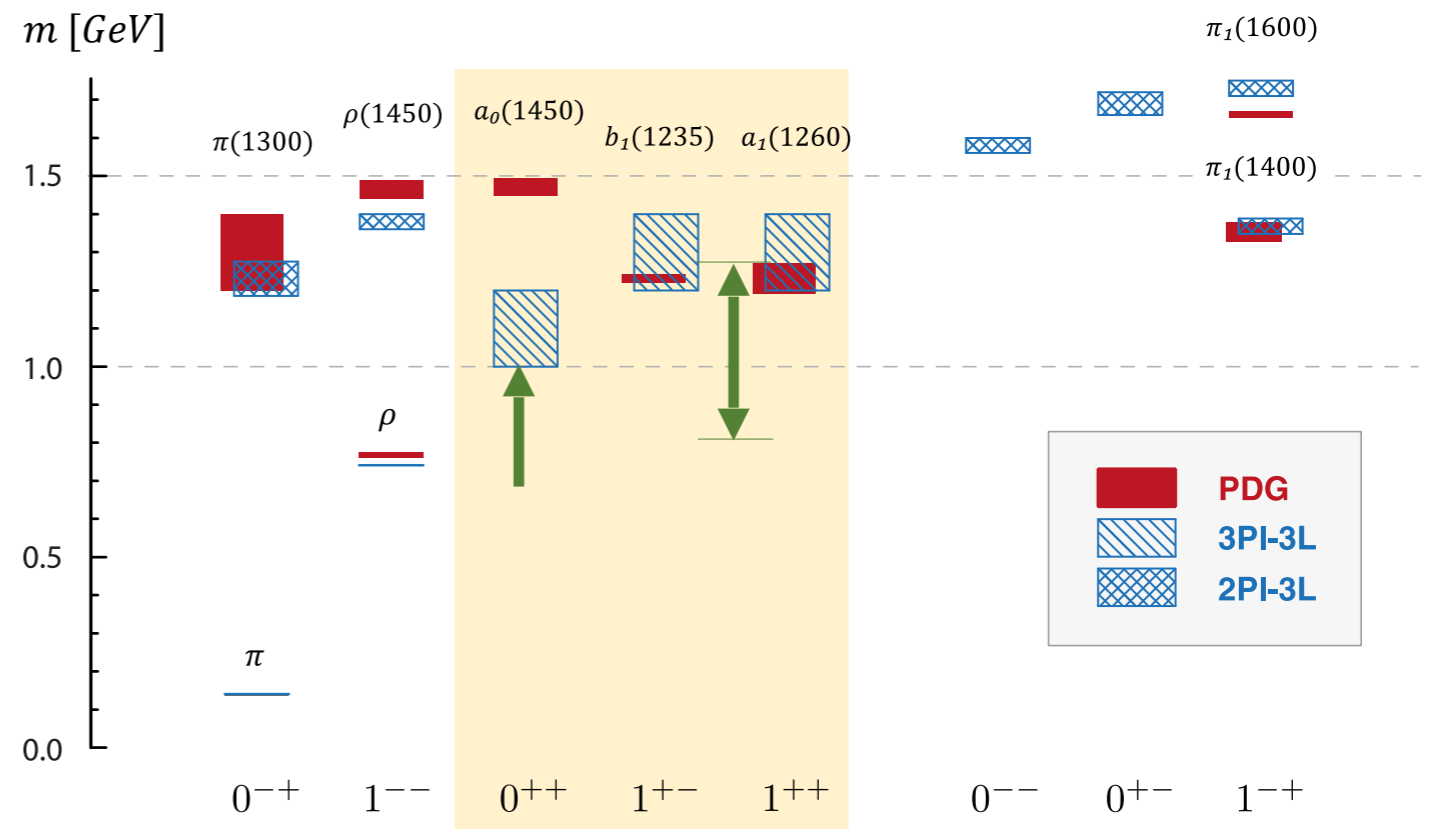 m [GeV]
π₁(1600)
ρ(1450)
a₀(1450)
π(1300)
b₁(1235)
a₁(1260)
1.5
π₁(1400)
1.0
ρ
PDG
3PI-3L
0.5
2PI-3L
π
0.0
0⁻⁺
1⁻⁻
0⁺⁺
1⁺⁻
1⁺⁺
0⁻⁻
0⁺⁻
1⁻⁺